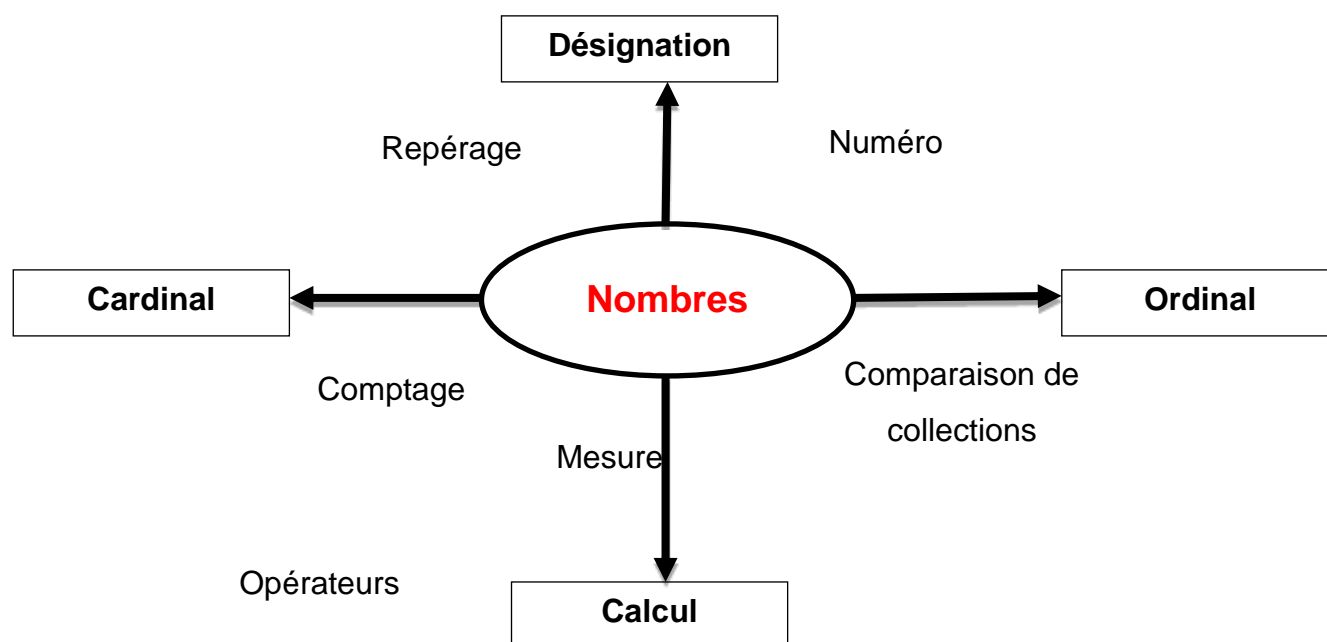 Désignation
Repérage
Numéro
Cardinal
Nombres
Ordinal
Comptage
Comparaison de
collections
Mesure
Opérateurs
Calcul